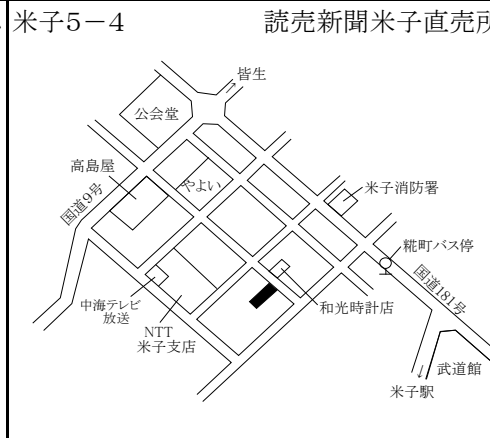 米子5－4
読売新聞米子直売所
↑
皆生
公会堂
高島屋
やよい
米子消防署
国道9号
糀町バス停
国道181号
中海テレビ
放送
NTT
米子支店
和光時計店
武道館
↓
米子駅